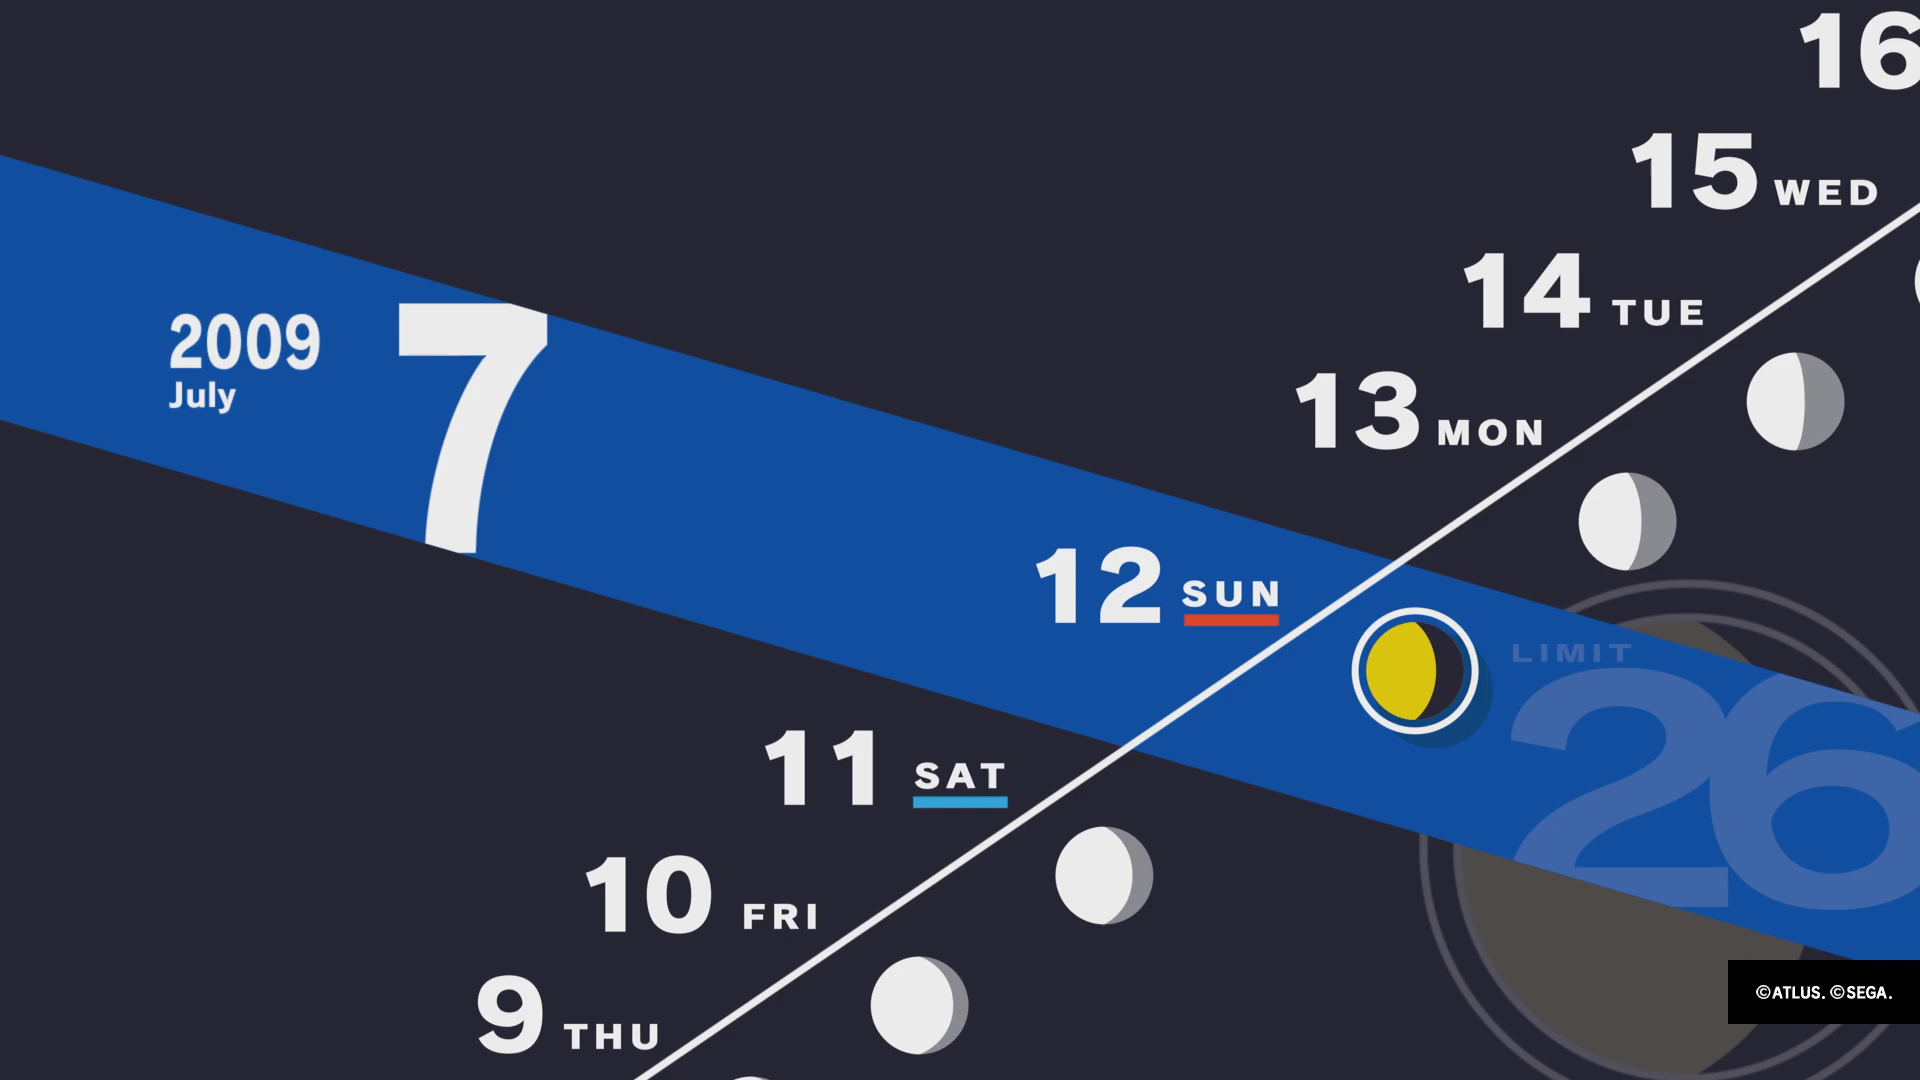 16
15 WED
14 TUE
2009
July
7
13 MON
12 SUN
LIMIT
26
11 SAT
10 FRI
9 THU
©ATLUS. ©SEGA.